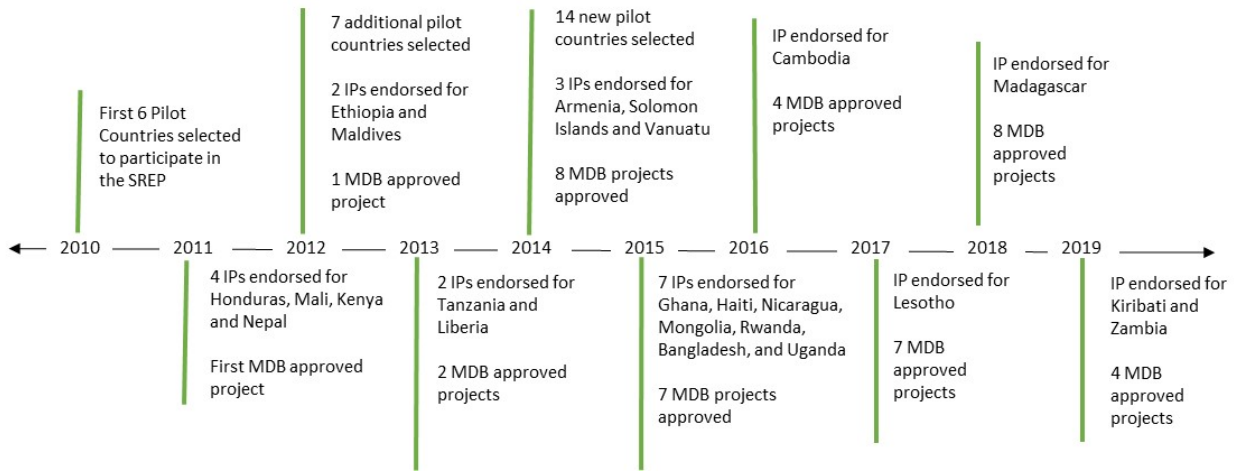 First 6 Pilot
Countries selected
to participate in
the SREP
7 additional pilot
countries selected
2 IPs endorsed for
Ethiopia and
Maldives
1 MDB approved
project
14 new pilot
countries selected
3 IPs endorsed for
Armenia, Solomon
Islands and Vanuatu
8 MDB projects
approved
IP endorsed for
Cambodia
4 MDB approved
projects
IP endorsed for
Madagascar
8 MDB
approved
projects
2010 2011 2012 2013 2014 2015 2016 2017 2018 2019
4 IPs endorsed for
Honduras, Mali, Kenya
and Nepal
First MDB approved
project
2 IPs endorsed for
Tanzania and
Liberia
2 MDB approved
projects
7 IPs endorsed for
Ghana, Haiti, Nicaragua,
Mongolia, Rwanda,
Bangladesh, and Uganda
7 MDB projects
approved
IP endorsed for
Lesotho
7 MDB
approved
projects
IP endorsed for
Kiribati and
Zambia
4 MDB
approved
projects